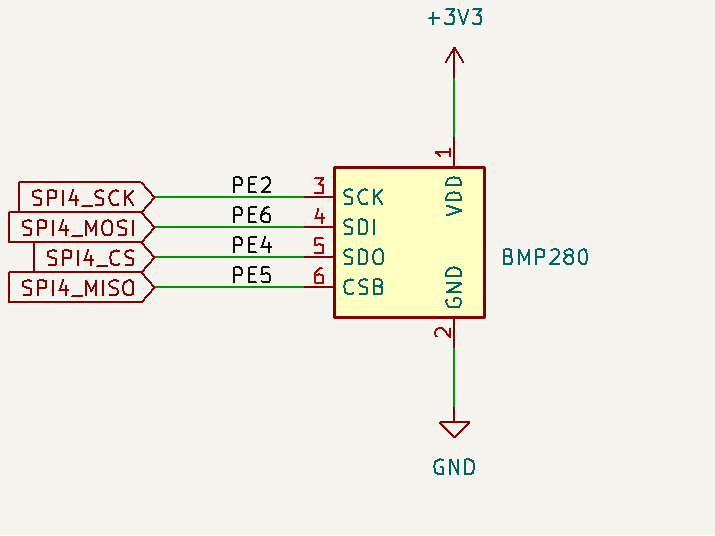 +3V3
1
SPI4_SCK PE2 3 SCK VDD
SPI4_MOSI PE6 4 SDI
SPI4_CS PE4 5 SDO BMP280
SPI4_MISO PE5 6 CSB GND
2
GND